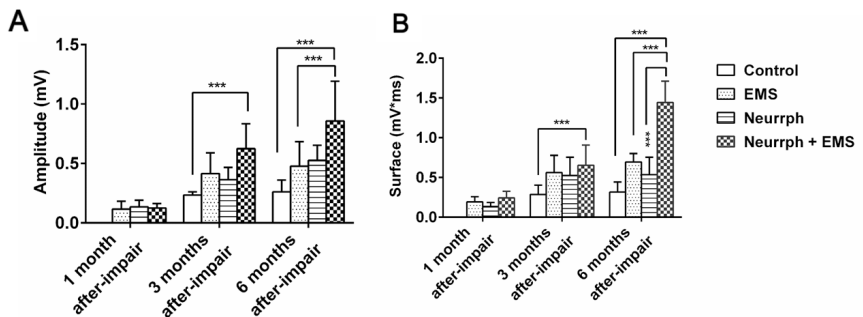 A
Amplitude (mV)
1.5
1.0
0.5
0.0
***
***
***
1 month
after-impair
3 months
after-impair
6 months
after-impair
B
Surface (mV*ms)
2.0
1.5
1.0
0.5
0.0
***
***
***
***
1 month
after-impair
3 months
after-impair
6 months
after-impair
Control
EMS
Neurrph
Neurrph + EMS